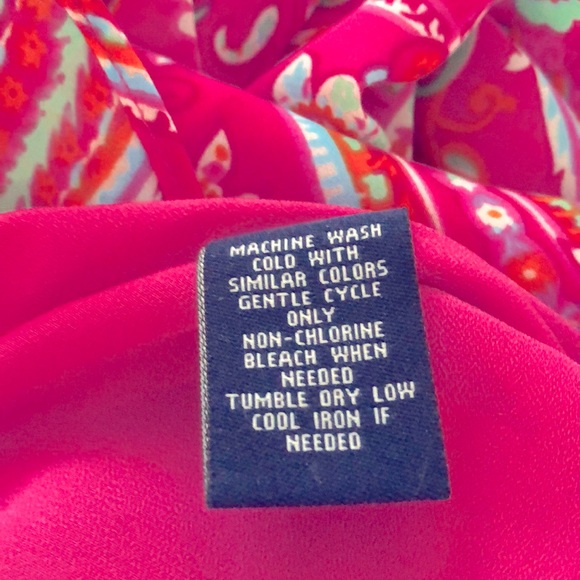 MACHINE WASH
COLD WITH
SIMILAR COLORS
GENTLE CYCLE
ONLY
NON-CHLORINE
BLEACH WHEN
NEEDED
TUMBLE DRY LOW
COOL IRON IF
NEEDED